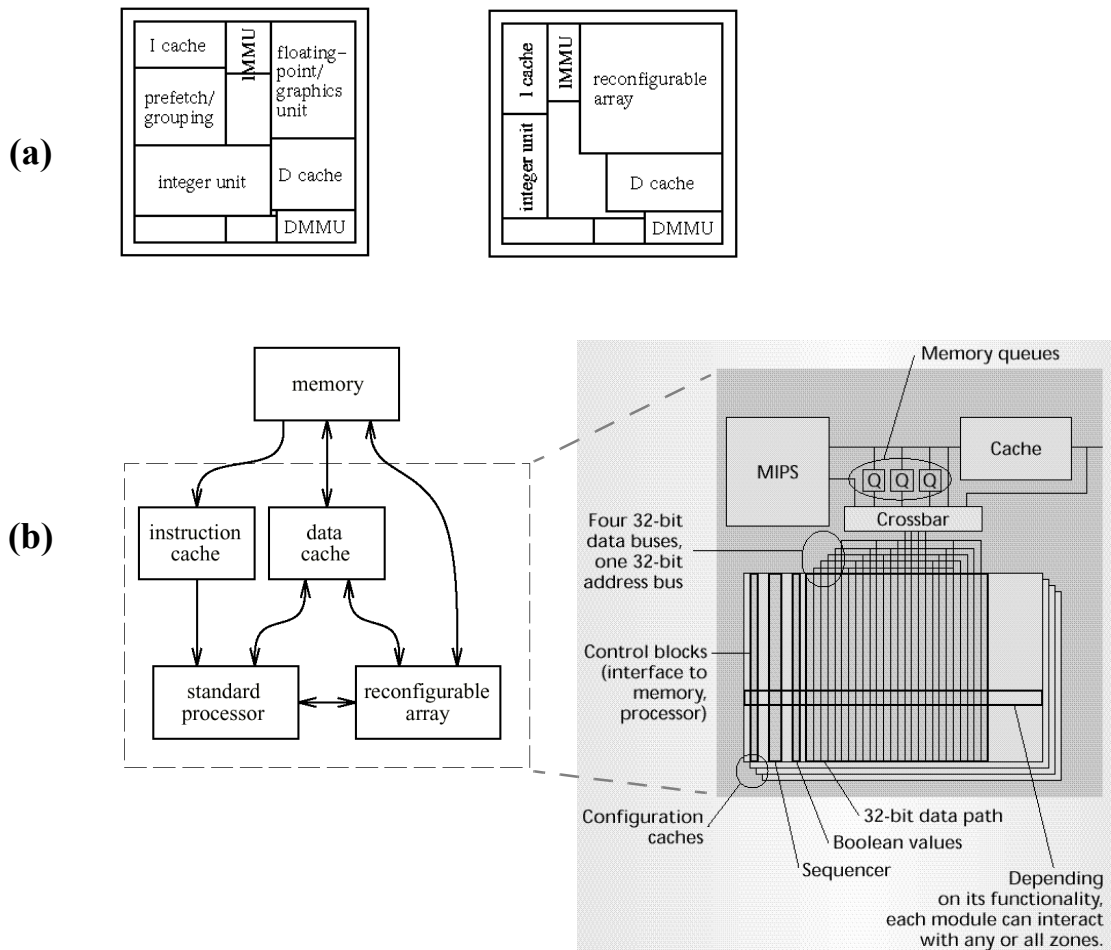 (a)
I cache
IMMU
floating-
point/
graphics
unit
prefetch/
grouping
integer unit
D cache
DMMU
I cache
IMMU
reconfigurable
array
integer unit
D cache
DMMU
(b)
memory
instruction
cache
data
cache
standard
processor
reconfigurable
array
Memory queues
MIPS
Cache
Q Q Q
Crossbar
Four 32-bit
data buses,
one 32-bit
address bus
Control blocks
(interface to
memory,
processor)
Configuration
caches
32-bit data path
Boolean values
Sequencer
Depending
on its functionality,
each module can interact
with any or all zones.